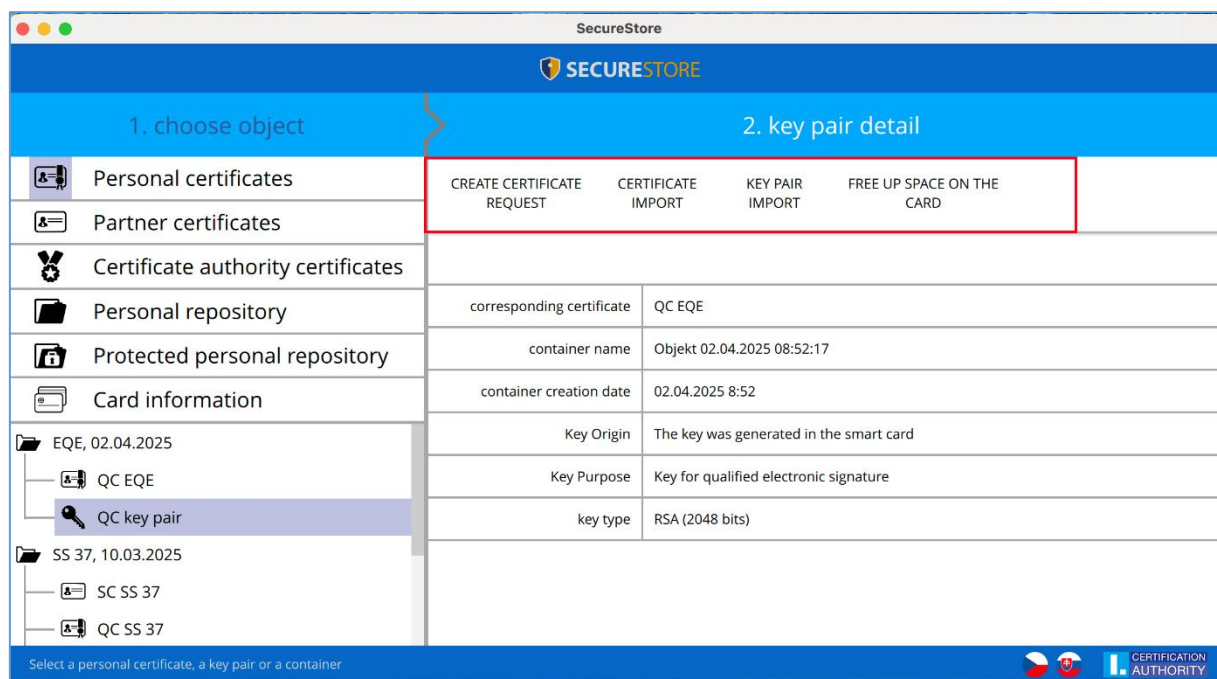 SecureStore
SECURESTORE
1. choose object
2. key pair detail
Personal certificates
Partner certificates
Certificate authority certificates
Personal repository
Protected personal repository
Card information
EQE, 02.04.2025
QC EQE
QC key pair
SS 37, 10.03.2025
SC SS 37
QC SS 37
CREATE CERTIFICATE
REQUEST
CERTIFICATE
IMPORT
KEY PAIR
IMPORT
FREE UP SPACE ON THE
CARD
corresponding certificate QC EQE
container name Objekt 02.04.2025 08:52:17
container creation date 02.04.2025 8:52
Key Origin The key was generated in the smart card
Key Purpose Key for qualified electronic signature
key type RSA (2048 bits)
Select a personal certificate, a key pair or a container
I. CERTIFICATION
AUTHORITY